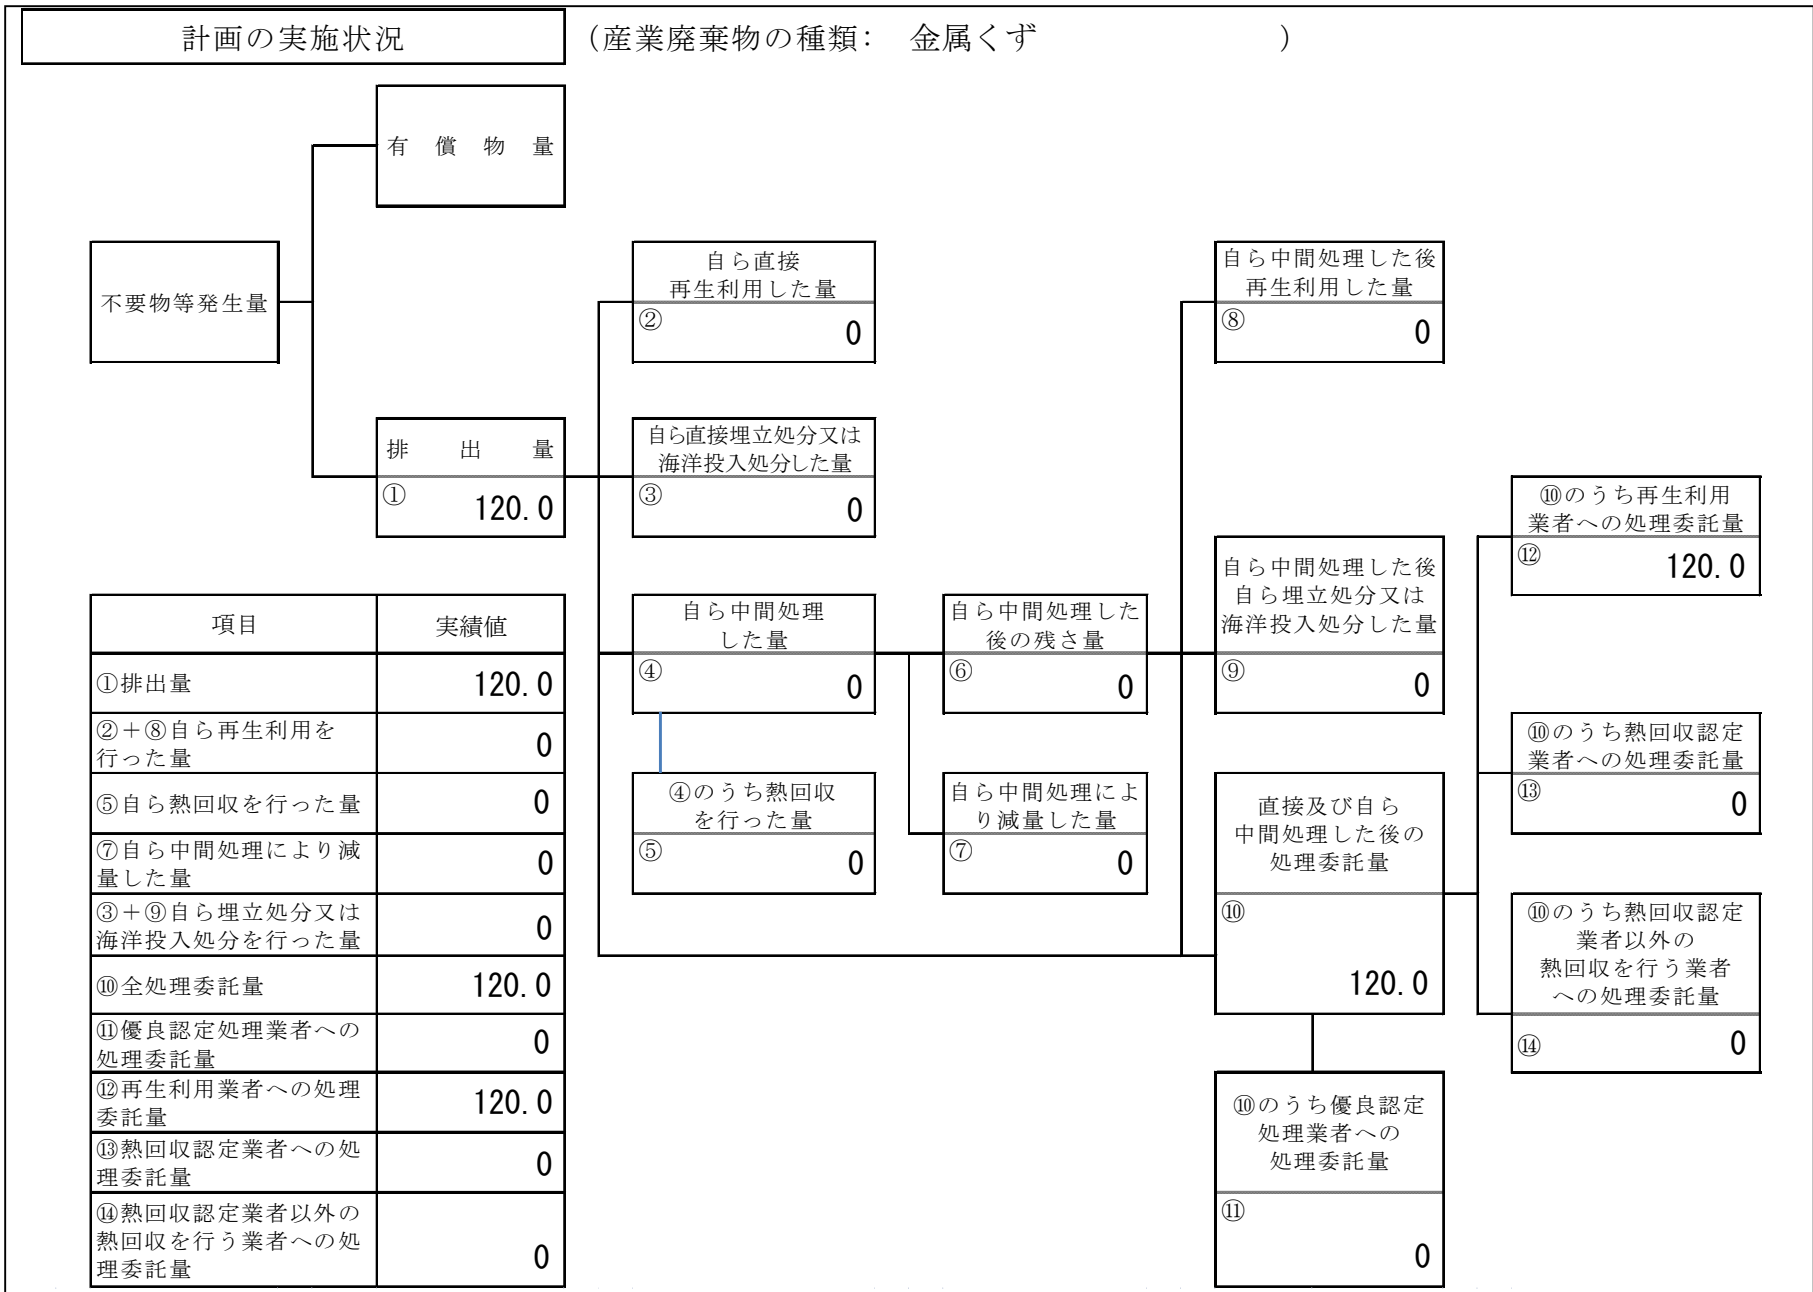 計画の実施状況
（産業廃棄物の種類： 金属くず ）
有償物量
不要物等発生量
排出量
① 120.0
自ら直接
再生利用した量
② 0
自ら直接埋立処分又は
海洋投入処分した量
③ 0
自ら中間処理
した量
④ 0
④のうち熱回収
を行った量
⑤ 0
自ら中間処理した
後の残さ量
⑥ 0
自ら中間処理によ
り減量した量
⑦ 0
自ら中間処理した後
再生利用した量
⑧ 0
自ら中間処理した後
自ら埋立処分又は
海洋投入処分した量
⑨ 0
直接及び自ら
中間処理した後の
処理委託量
⑩
120.0
⑩のうち優良認定
処理業者への
処理委託量
⑪
0
⑩のうち再生利用
業者への処理委託量
⑫ 120.0
⑩のうち熱回収認定
業者への処理委託量
⑬ 0
⑩のうち熱回収認定
業者以外の
熱回収を行う業者
への処理委託量
⑭ 0
項目 実績値
①排出量 120.0
②＋⑧自ら再生利用を
行った量 0
⑤自ら熱回収を行った量 0
⑦自ら中間処理により減
量した量 0
③＋⑨自ら埋立処分又は
海洋投入処分を行った量 0
⑩全処理委託量 120.0
⑪優良認定処理業者への
処理委託量 0
⑫再生利用業者への処理
委託量 120.0
⑬熱回収認定業者への処
理委託量 0
⑭熱回収認定業者以外の
熱回収を行う業者への処
理委託量 0